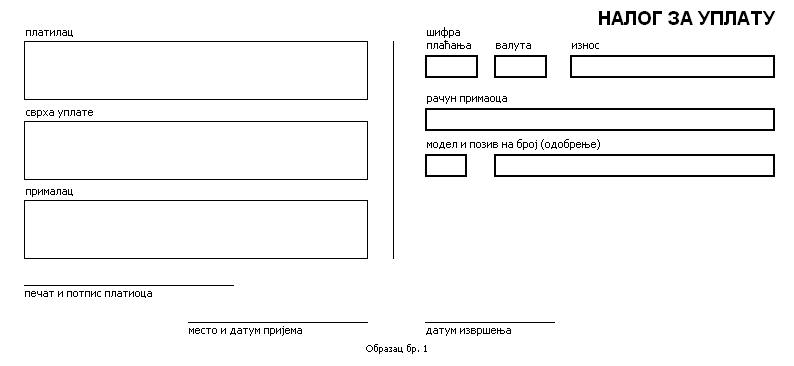 НАЛОГ ЗА УПЛАТУ
платилац
сврха уплате
прималац
печат и потпис платиоца
место и датум пријема
шифра
плаћања
валута
износ
рачун примаоца
модел и позив на број (одобрење)
датум извршења
Образац бр. 1